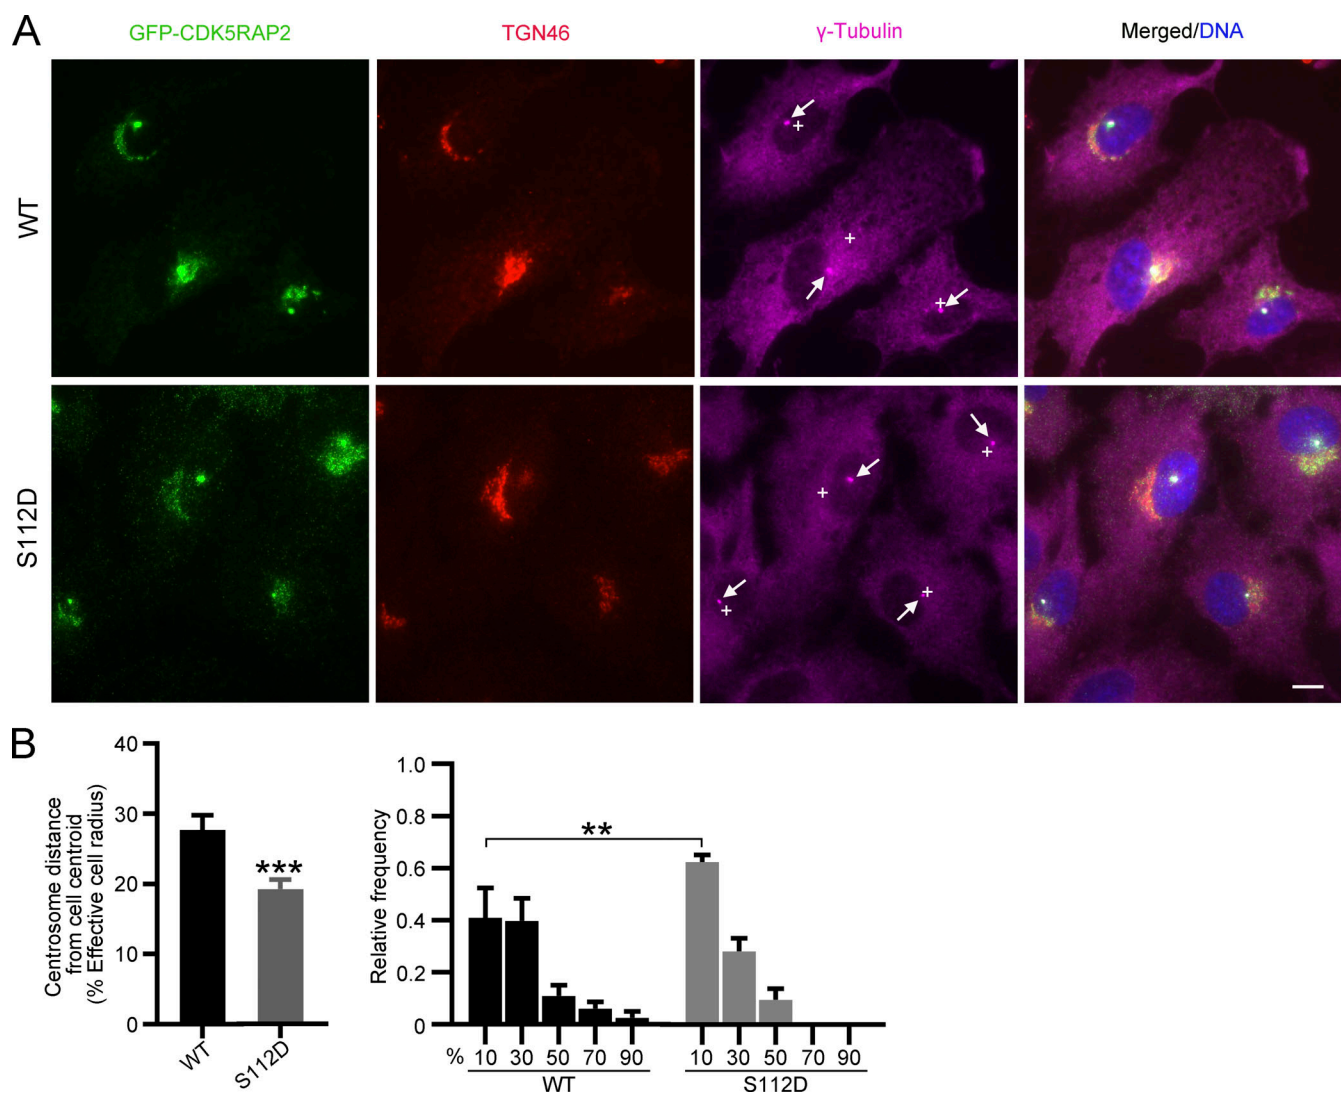 A
GFP-CDK5RAP2
TGN46
γ-Tubulin
Merged/DNA
WT
S112D
B
Centrosome distance
from cell centroid
(% Effective cell radius)
40
30
20
10
0
***
WT
S112D
Relative frequency
1.0
0.8
0.6
0.4
0.2
0
**
% 10 30 50 70 90 10 30 50 70 90
WT S112D